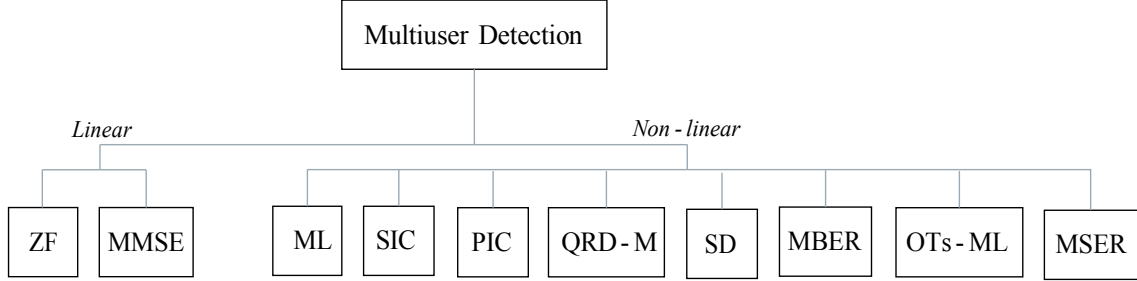 Multiuser Detection
Linear
Non - linear
ZF
MMSE
ML
SIC
PIC
QRD - M
SD
MBER
OTs - ML
MSER